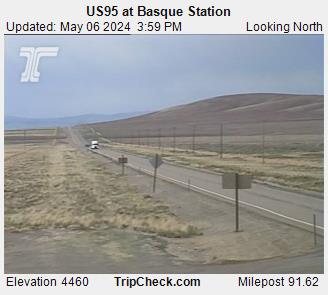 US95 at Basque Station
Updated: May 06 2024 3:59 PM Looking North
Elevation 4460 TripCheck.com Milepost 91.62